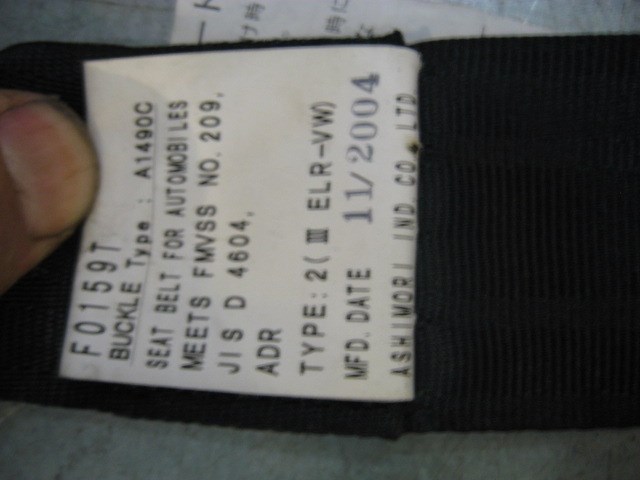 F0159T
BUCKLE Type : A1490C
SEAT BELT FOR AUTOMOBILES
MEETS FMVSS NO. 209,
JIS D 4604,
ADR
TYPE: 2( Ⅲ ELR-VW)
MFD. DATE 11/2004
ASHIMORI IND. CO. LTD